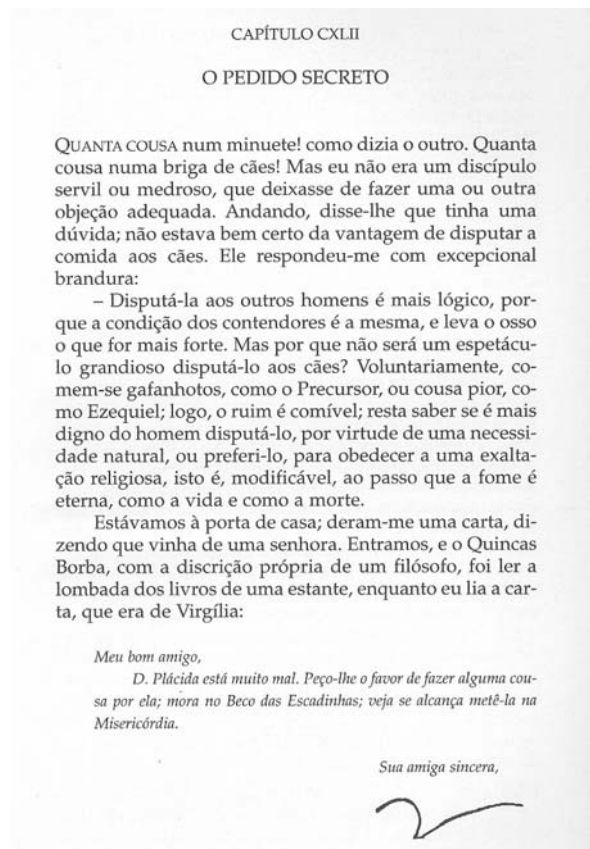 CAPÍTULO CXLII
O PEDIDO SECRETO
QUANTA COUSA num minuete! como dizia o outro. Quanta
cousa numa briga de cães! Mas eu não era um discípulo
servil ou medroso, que deixasse de fazer uma ou outra
objeção adequada. Andando, disse-lhe que tinha uma
dúvida; não estava bem certo da vantagem de disputar a
comida aos cães. Ele respondeu-me com excepcional
brandura:
– Disputá-la aos outros homens é mais lógico, por-
que a condição dos contendores é a mesma, e leva o osso
o que for mais forte. Mas por que não será um espetácu-
lo grandioso disputá-lo aos cães? Voluntariamente, co-
mem-se gafanhotos, como o Precursor, ou cousa pior, co-
mo Ezequiel; logo, o ruim é comível; resta saber se é mais
digno do homem disputá-lo, por virtude de uma necessi-
dade natural, ou preferi-lo, para obedecer a uma exalta-
ção religiosa, isto é, modificável, ao passo que a fome é
eterna, como a vida e como a morte.
Estávamos à porta de casa; deram-me uma carta, di-
zendo que vinha de uma senhora. Entramos, e o Quincas
Borba, com a discrição própria de um filósofo, foi ler a
lombada dos livros de uma estante, enquanto eu lia a car-
ta, que era de Virgília:
Meu bom amigo,
D. Plácida está muito mal. Peço-lhe o favor de fazer alguma cou-
sa por ela; mora no Beco das Escadinhas; veja se alcança metê-la na
Misericórdia.
Sua amiga sincera,